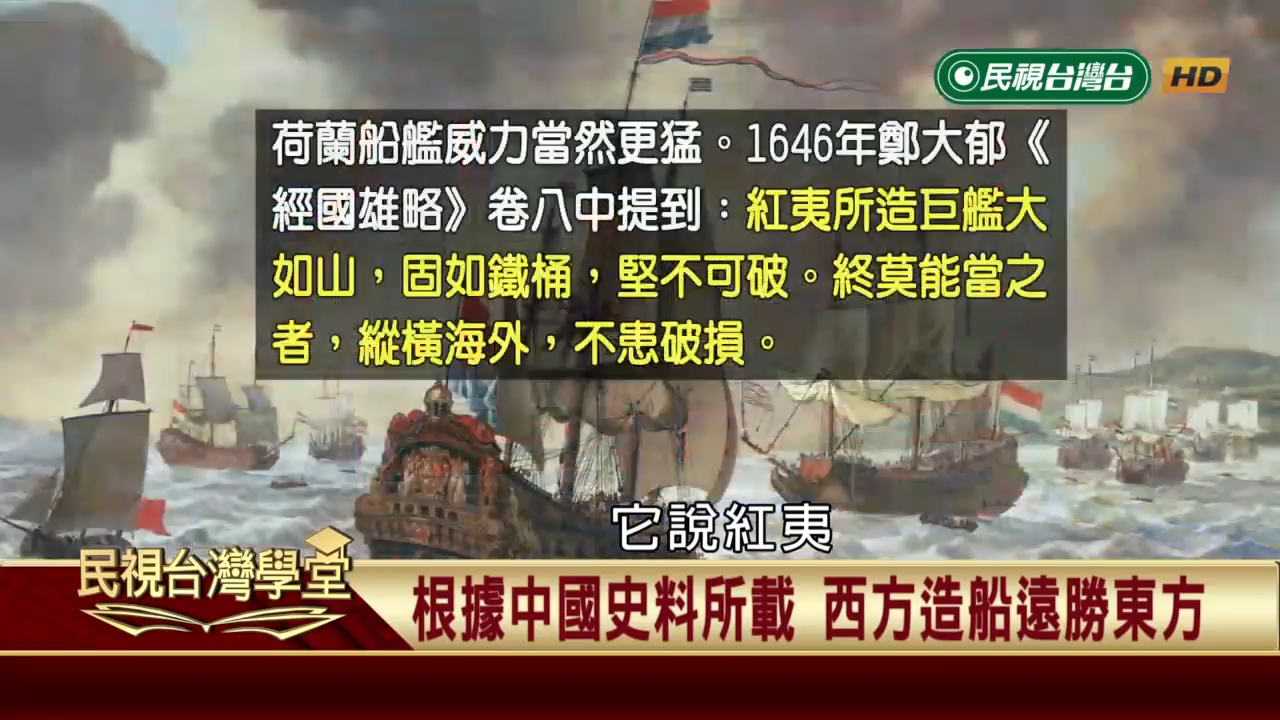 民視台灣台 HD
荷蘭船艦威力當然更猛。1646年鄭大郁《
經國雄略》卷八中提到：紅夷所造巨艦大
如山，固如鐵桶，堅不可破。終莫能當之
者，縱橫海外，不患破損。
它說紅夷
民視台灣學堂
根據中國史料所載 西方造船遠勝東方